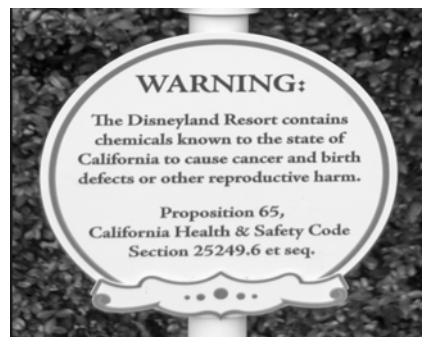 WARNING:
The Disneyland Resort contains
chemicals known to the state of
California to cause cancer and birth
defects or other reproductive harm.
Proposition 65,
California Health & Safety Code
Section 25249.6 et seq.